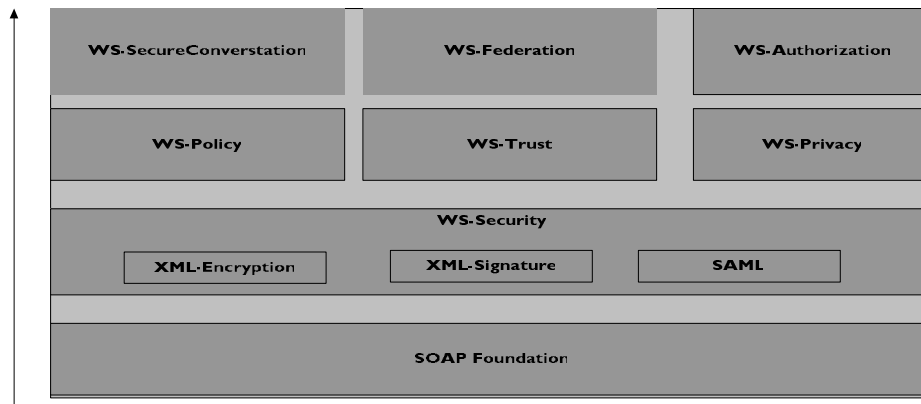 WS-SecureConverstation
WS-Federation
WS-Authorization
WS-Policy
WS-Trust
WS-Privacy
WS-Security
XML-Encryption
XML-Signature
SAML
SOAP Foundation